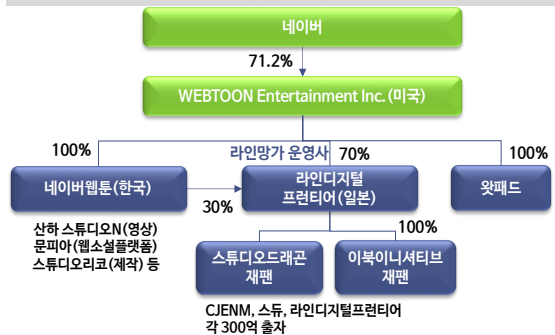 네이버
71.2%
WEBTOON Entertainment Inc.(미국)
100%
라인망가 운영사
70%
100%
네이버웹툰(한국)
30%
라인디지털
프런티어(일본)
왓패드
산하 스튜디오N(영상)
문피아(웹소설플랫폼)
스튜디오리코(제작) 등
100%
스튜디오드래곤
재팬
이북이니셔티브
재팬
CJENM, 스듀, 라인디지털프런티어
각 300억 출자